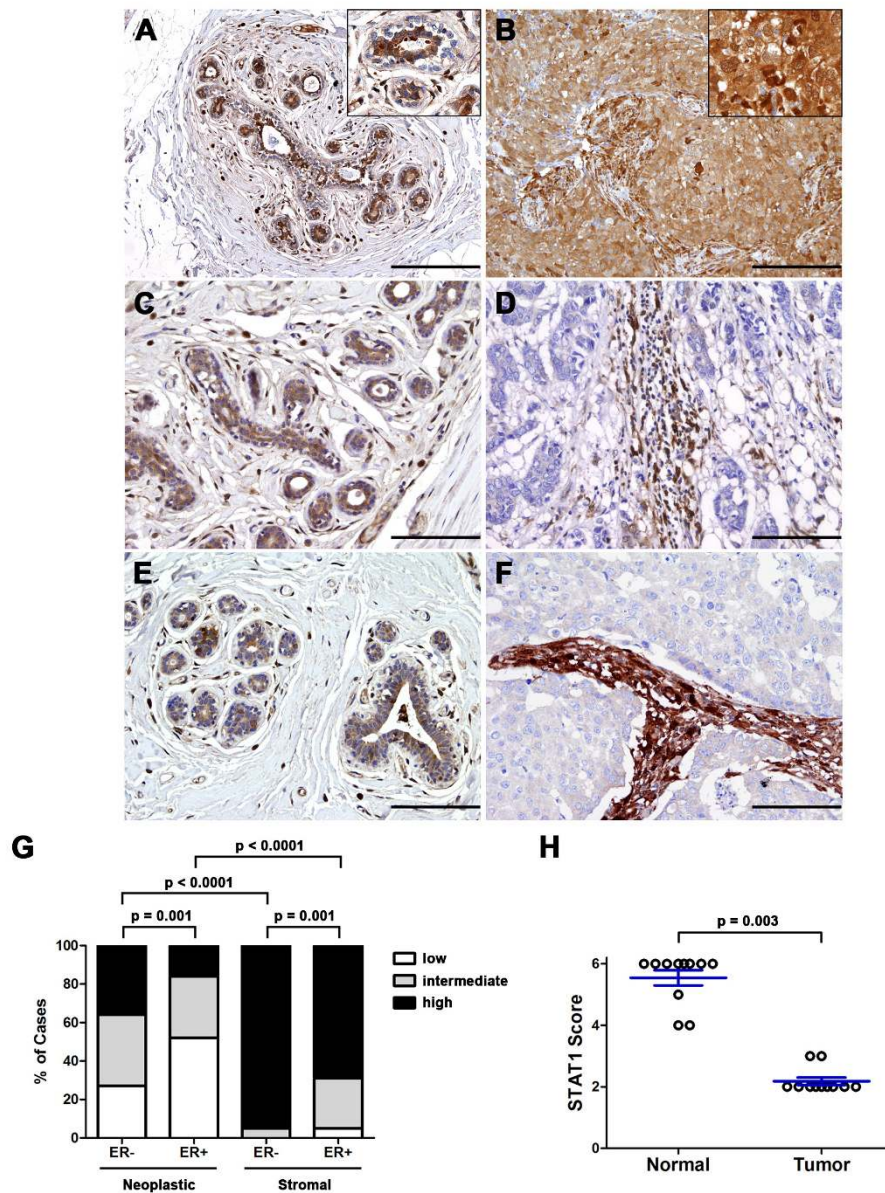 A
B
C
D
E
F
G
H
p < 0.0001
p < 0.0001
p = 0.001
p = 0.001
100
80
60
40
20
0
% of Cases
low
intermediate
high
ER-
ER+
ER-
ER+
Neoplastic
Stromal
p = 0.003
6
4
2
0
STAT1 Score
Normal
Tumor